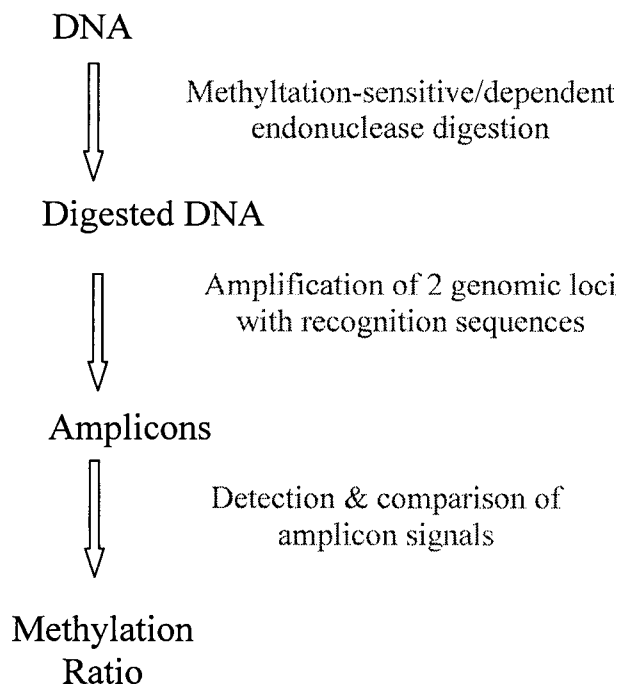 DNA
Methyltation-sensitive/dependent
endonuclease digestion
Digested DNA
Amplification of 2 genomic loci
with recognition sequences
Amplicons
Detection & comparison of
amplicon signals
Methylation
Ratio